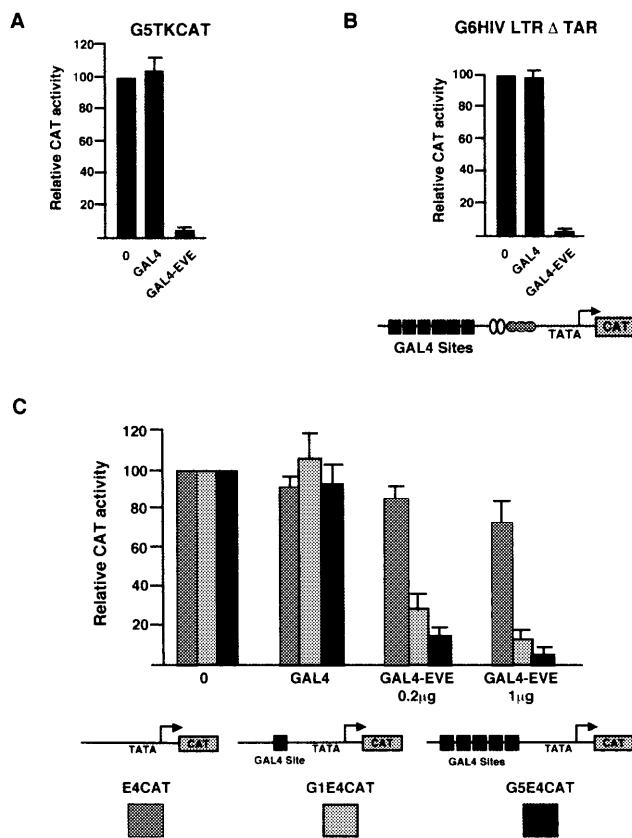 A
G5TKCAT
Relative CAT activity
120
100
80
60
40
20
0
GAL4
GAL4-EVE
B
G6HIV LTR Δ TAR
Relative CAT activity
100
80
60
40
20
0
GAL4
GAL4-EVE
GAL4 Sites
TATA
CAT
C
Relative CAT activity
120
100
80
60
40
20
0
GAL4
GAL4-EVE
0.2µg
GAL4-EVE
1µg
TATA
CAT
GAL4 Site
TATA
CAT
GAL4 Sites
TATA
CAT
E4CAT
G1E4CAT
G5E4CAT